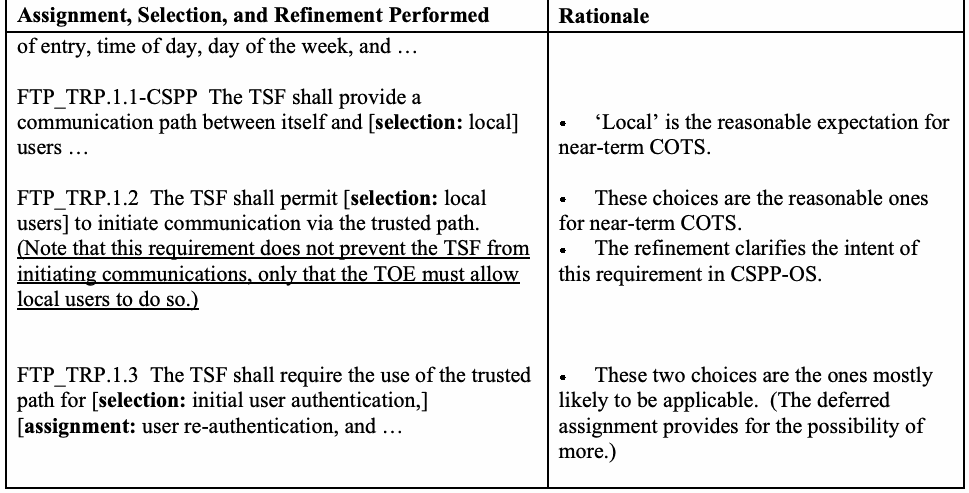 Assignment, Selection, and Refinement Performed
Rationale
of entry, time of day, day of the week, and …
FTP_TRP.1.1-CSPP The TSF shall provide a
communication path between itself and [selection: local]
users …
• ‘Local’ is the reasonable expectation for
near-term COTS.
FTP_TRP.1.2 The TSF shall permit [selection: local
users] to initiate communication via the trusted path.
(Note that this requirement does not prevent the TSF from
initiating communications, only that the TOE must allow
local users to do so.)
• These choices are the reasonable ones
for near-term COTS.
• The refinement clarifies the intent of
this requirement in CSPP-OS.
FTP_TRP.1.3 The TSF shall require the use of the trusted
path for [selection: initial user authentication,]
[assignment: user re-authentication, and …
• These two choices are the ones mostly
likely to be applicable. (The deferred
assignment provides for the possibility of
more.)